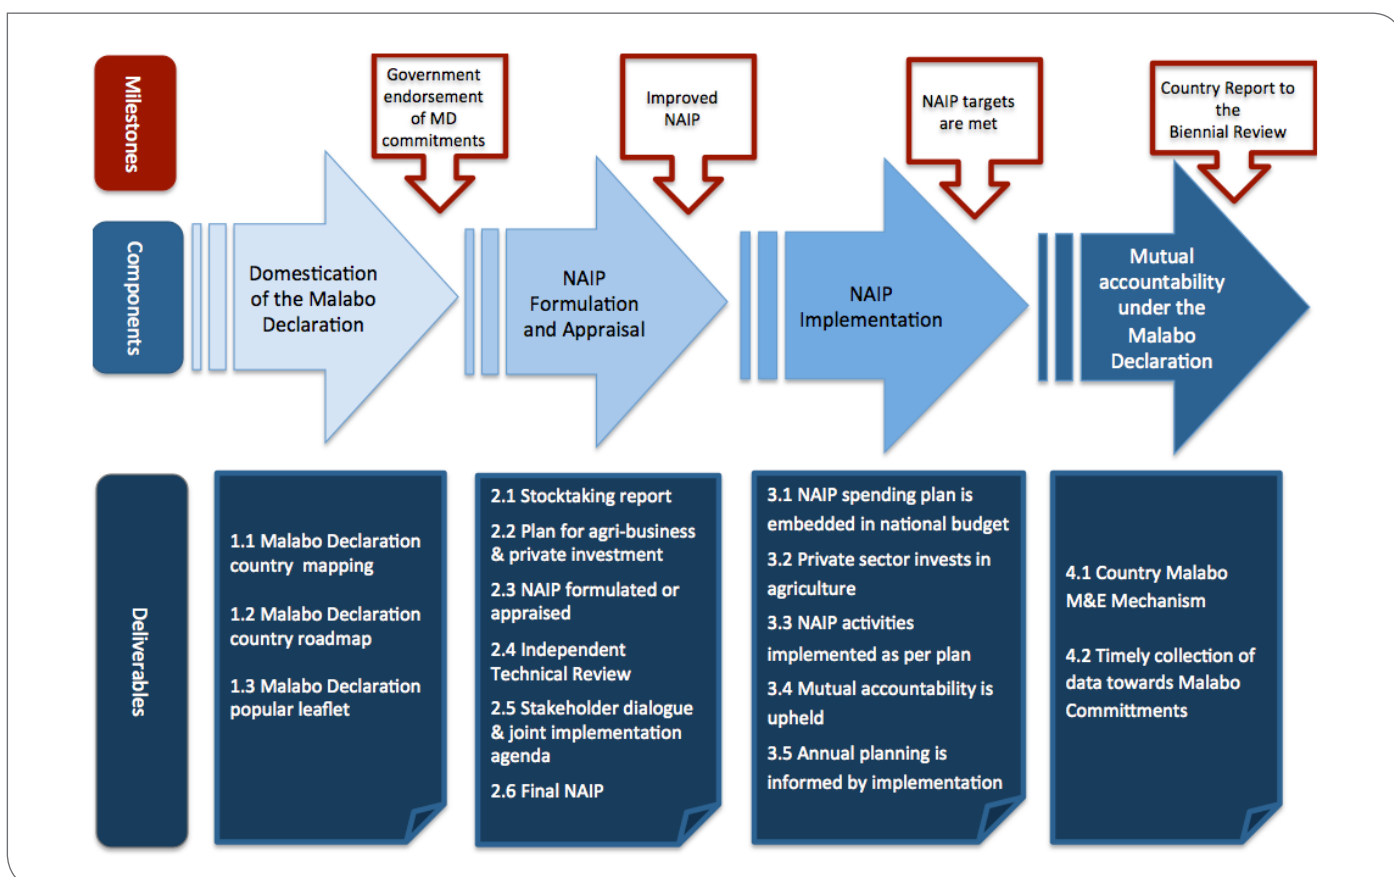 Milestones
Government
endorsement
of MD
commitments
Improved
NAIP
NAIP targets
are met
Country Report to
the
Biennial Review
Components
Domestication
of the Malabo
Declaration
NAIP
Formulation
and Appraisal
NAIP
Implementation
Mutual
accountability
under the
Malabo
Declaration
Deliverables
1.1 Malabo Declaration
country mapping
1.2 Malabo Declaration
country roadmap
1.3 Malabo Declaration
popular leaflet
2.1 Stocktaking report
2.2 Plan for agri-business
& private investment
2.3 NAIP formulated or
appraised
2.4 Independent
Technical Review
2.5 Stakeholder dialogue
& joint implementation
agenda
2.6 Final NAIP
3.1 NAIP spending plan is
embedded in national budget
3.2 Private sector invests in
agriculture
3.3 NAIP activities
implemented as per plan
3.4 Mutual accountability is
upheld
3.5 Annual planning is
informed by implementation
4.1 Country Malabo
M&E Mechanism
4.2 Timely collection of
data towards Malabo
Committments